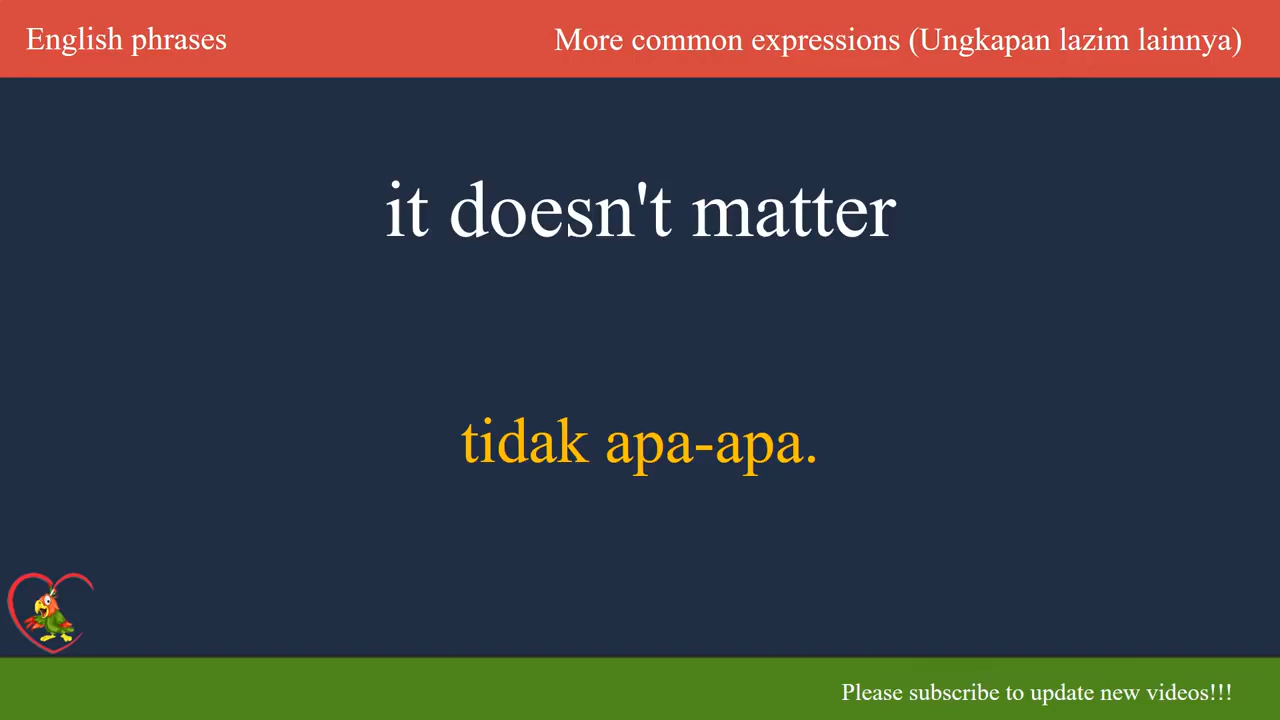 English phrases
More common expressions (Ungkapan lazim lainnya)
it doesn't matter
tidak apa-apa.
Please subscribe to update new videos!!!